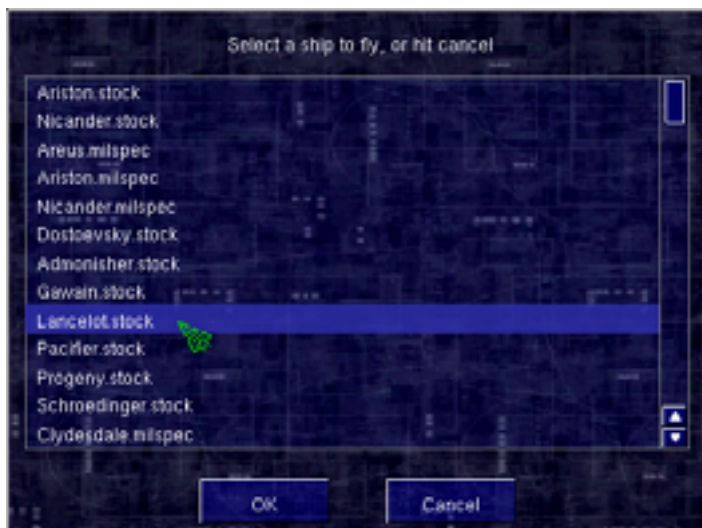 Select a ship to fly, or hit cancel
Ariston.stock
Nicander.stock
Areus.milspec
Ariston.milspec
Nicander.milspec
Dostoevsky.stock
Admonisher.stock
Gawain.stock
Lancelot.stock
Pacifier.stock
Progeny.stock
Schroedinger.stock
Clydesdale.milspec
OK Cancel